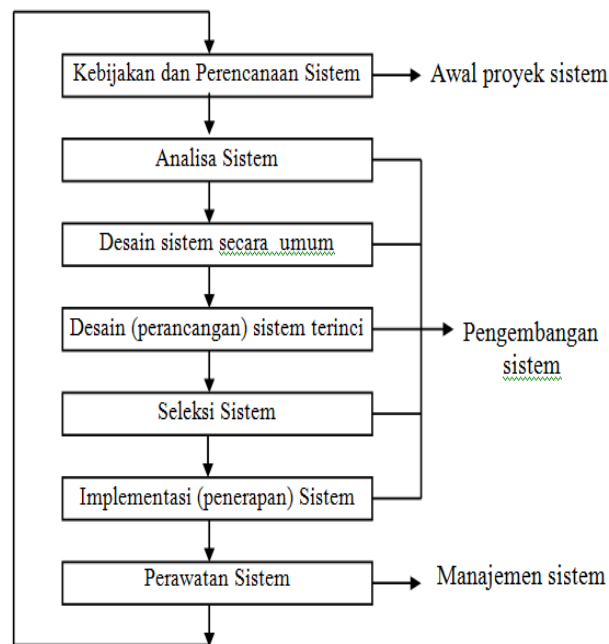 Kebijakan dan Perencanaan Sistem
Awal proyek sistem
Analisa Sistem
Desain sistem secara umum
Desain (perancangan) sistem terinci
Pengembangan
sistem
Seleksi Sistem
Implementasi (penerapan) Sistem
Perawatan Sistem
Manajemen sistem